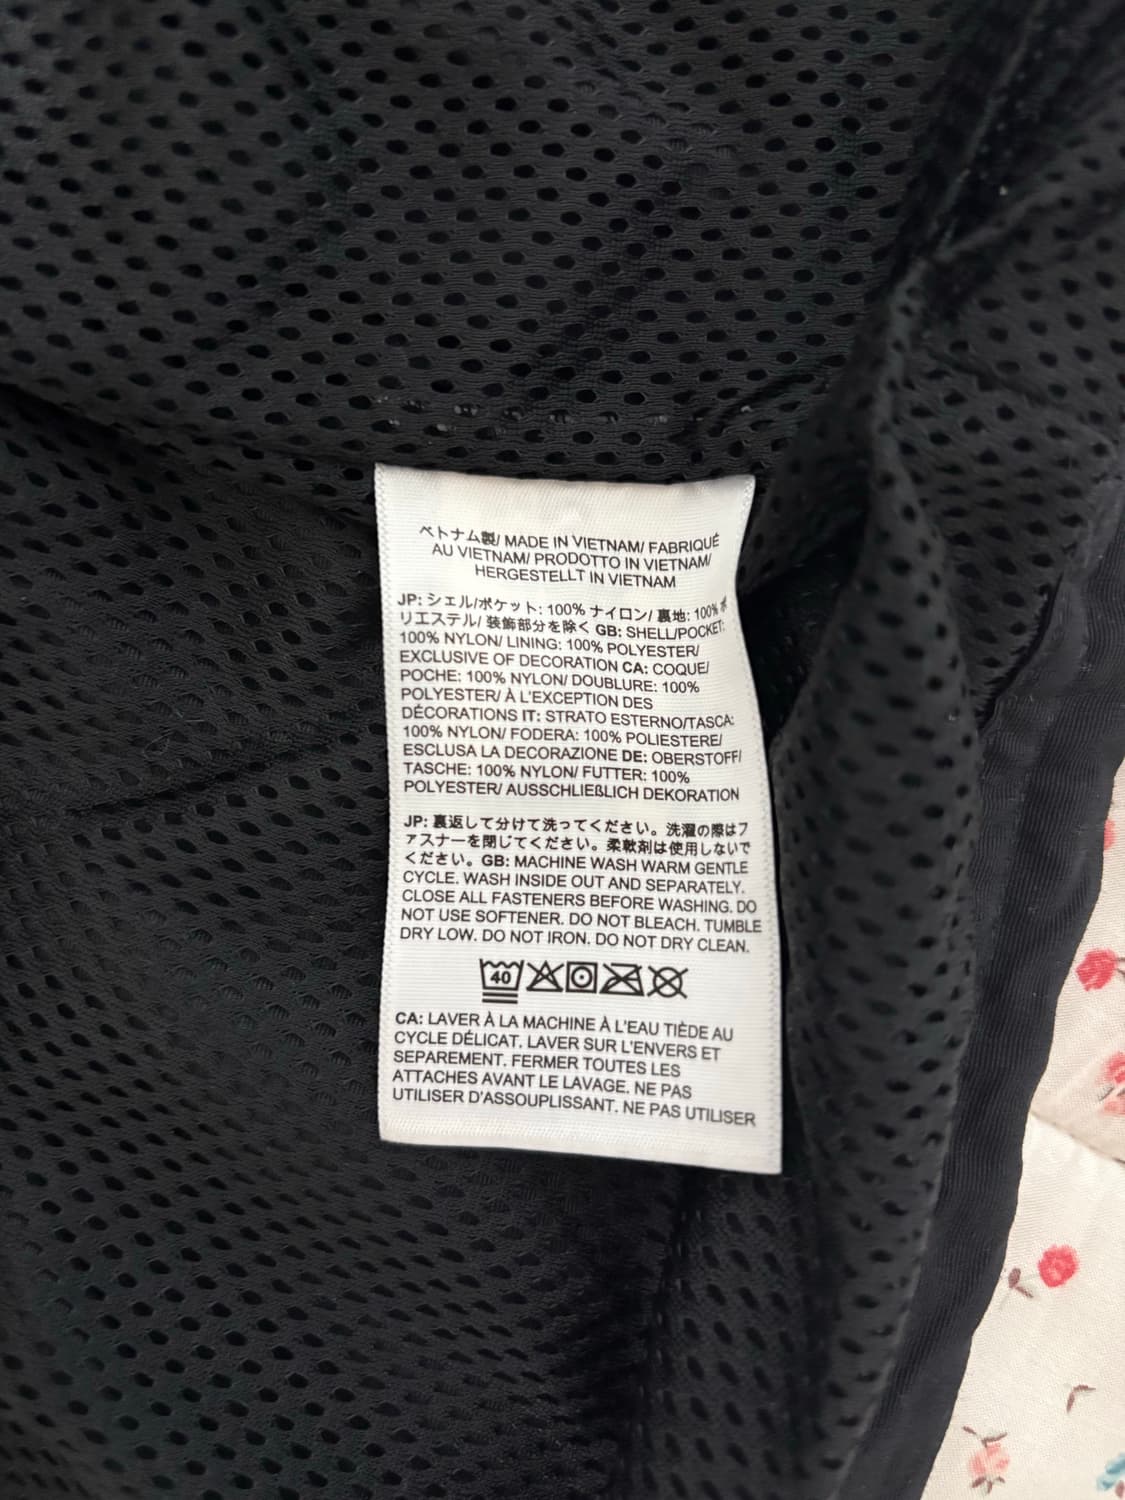 ベトナム製/ MADE IN VIETNAM/ FABRIQUÉ
AU VIETNAM/ PRODOTTO IN VIETNAM/
HERGESTELLT IN VIETNAM
JP: シェル/ポケット: 100% ナイロン/ 裏地: 100% ポ
リエステル/ 装飾部分を除く GB: SHELL/POCKET:
100% NYLON/ LINING: 100% POLYESTER/
EXCLUSIVE OF DECORATION CA: COQUE/
POCHE: 100% NYLON/ DOUBLURE: 100%
POLYESTER/ À L'EXCEPTION DES
DÉCORATIONS IT: STRATO ESTERNO/TASCA:
100% NYLON/ FODERA: 100% POLIESTERE/
ESCLUSA LA DECORAZIONE DE: OBERSTOFF/
TASCHE: 100% NYLON/ FUTTER: 100%
POLYESTER/ AUSSCHLIEßLICH DEKORATION
JP: 裏返して分けて洗ってください。洗濯の際はフ
ァスナーを閉じてください。柔軟剤は使用しないで
ください。GB: MACHINE WASH WARM GENTLE
CYCLE. WASH INSIDE OUT AND SEPARATELY.
CLOSE ALL FASTENERS BEFORE WASHING. DO
NOT USE SOFTENER. DO NOT BLEACH. TUMBLE
DRY LOW. DO NOT IRON. DO NOT DRY CLEAN.
40
CA: LAVER À LA MACHINE À L'EAU TIÈDE AU
CYCLE DÉLICAT. LAVER SUR L'ENVERS ET
SEPAREMENT. FERMER TOUTES LES
ATTACHES AVANT LE LAVAGE. NE PAS
UTILISER D'ASSOUPLISSANT. NE PAS UTILISER